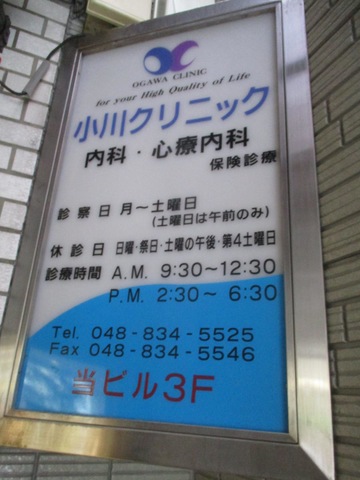 OGAWA CLINIC
for your High Quality of Life
小川クリニック
内科・心療内科
保険診療
診察日 月～土曜日
(土曜日は午前のみ)
休診日 日曜・祭日・土曜の午後・第4土曜日
診療時間 A.M. 9:30～12:30
P.M. 2:30～ 6:30
Tel. 048-834-5525
Fax 048-834-5546
当ビル3F